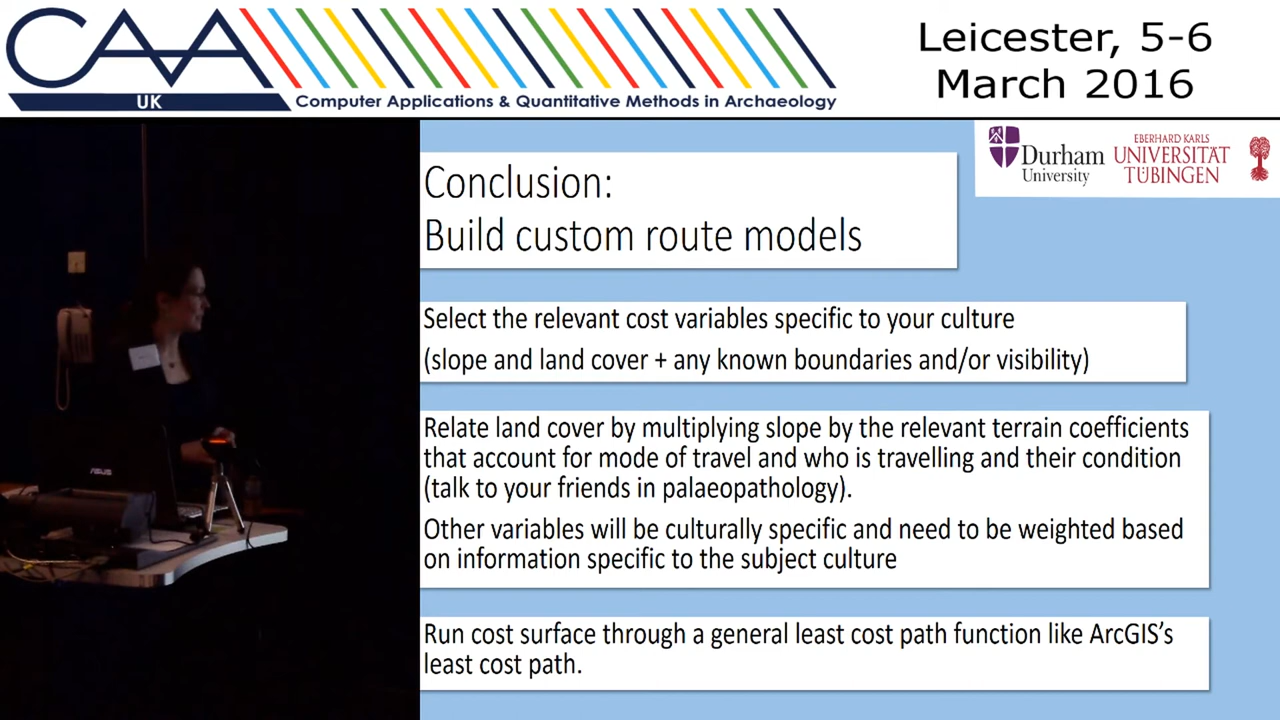 CAA
UK
Computer Applications & Quantitative Methods in Archaeology
Leicester, 5-6
March 2016
Durham
University
EBERHARD KARLS
UNIVERSITÄT
TÜBINGEN
Conclusion:
Build custom route models
Select the relevant cost variables specific to your culture
(slope and land cover + any known boundaries and/or visibility)
Relate land cover by multiplying slope by the relevant terrain coefficients
that account for mode of travel and who is travelling and their condition
(talk to your friends in palaeopathology).
Other variables will be culturally specific and need to be weighted based
on information specific to the subject culture
Run cost surface through a general least cost path function like ArcGIS's
least cost path.
ASUS